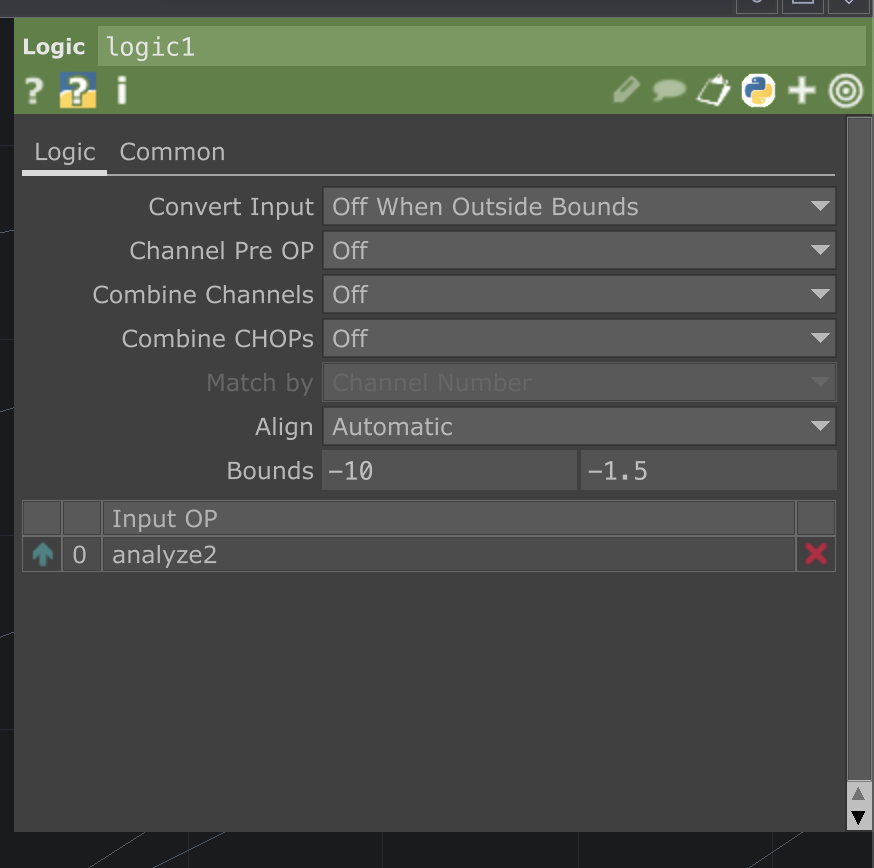 Logic logic1
? ? i
Logic Common
Convert Input Off When Outside Bounds
Channel Pre OP Off
Combine Channels Off
Combine CHOPs Off
Match by Channel Number
Align Automatic
Bounds -10 -1.5
Input OP
0 analyze2